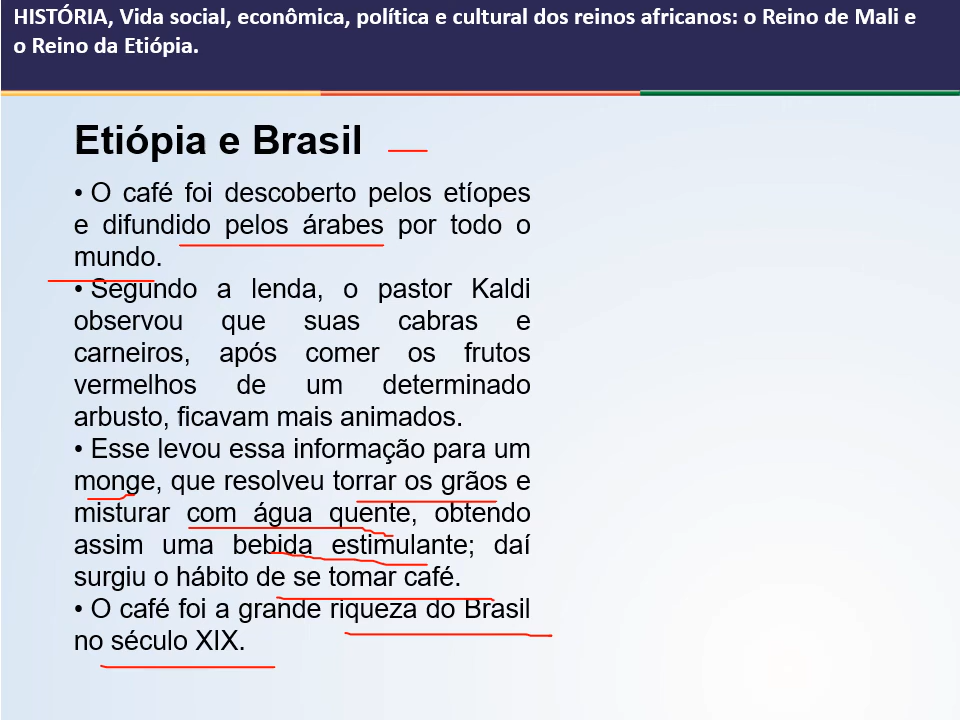 HISTÓRIA, Vida social, econômica, política e cultural dos reinos africanos: o Reino de Mali e
o Reino da Etiópia.
Etiópia e Brasil
• O café foi descoberto pelos etíopes
e difundido pelos árabes por todo o
mundo.
• Segundo a lenda, o pastor Kaldi
observou que suas cabras e
carneiros, após comer os frutos
vermelhos de um determinado
arbusto, ficavam mais animados.
• Esse levou essa informação para um
monge, que resolveu torrar os grãos e
misturar com água quente, obtendo
assim uma bebida estimulante; daí
surgiu o hábito de se tomar café.
• O café foi a grande riqueza do Brasil
no século XIX.